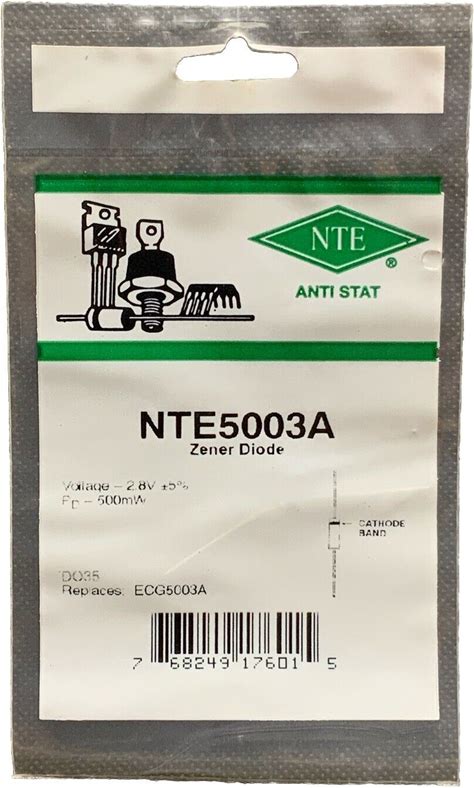 NTE
®
ANTI STAT
NTE5003A
Zener Diode
Voltage – 2.8V ±5%
PD – 500mW
CATHODE
BAND
DO35
Replaces: ECG5003A
7 68249 17601 5